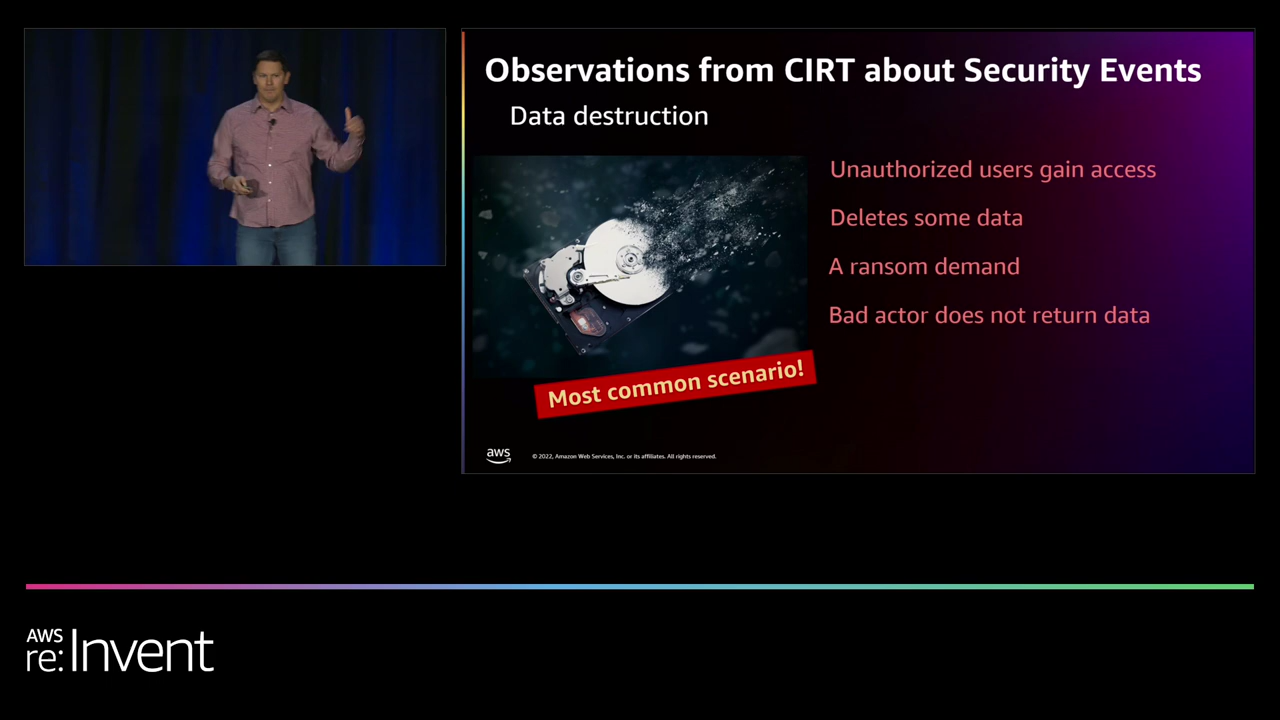 Observations from CIRT about Security Events
Data destruction
Unauthorized users gain access
Deletes some data
A ransom demand
Bad actor does not return data
Most common scenario!
aws
© 2022, Amazon Web Services, Inc. or its affiliates. All rights reserved.
AWS
re:Invent